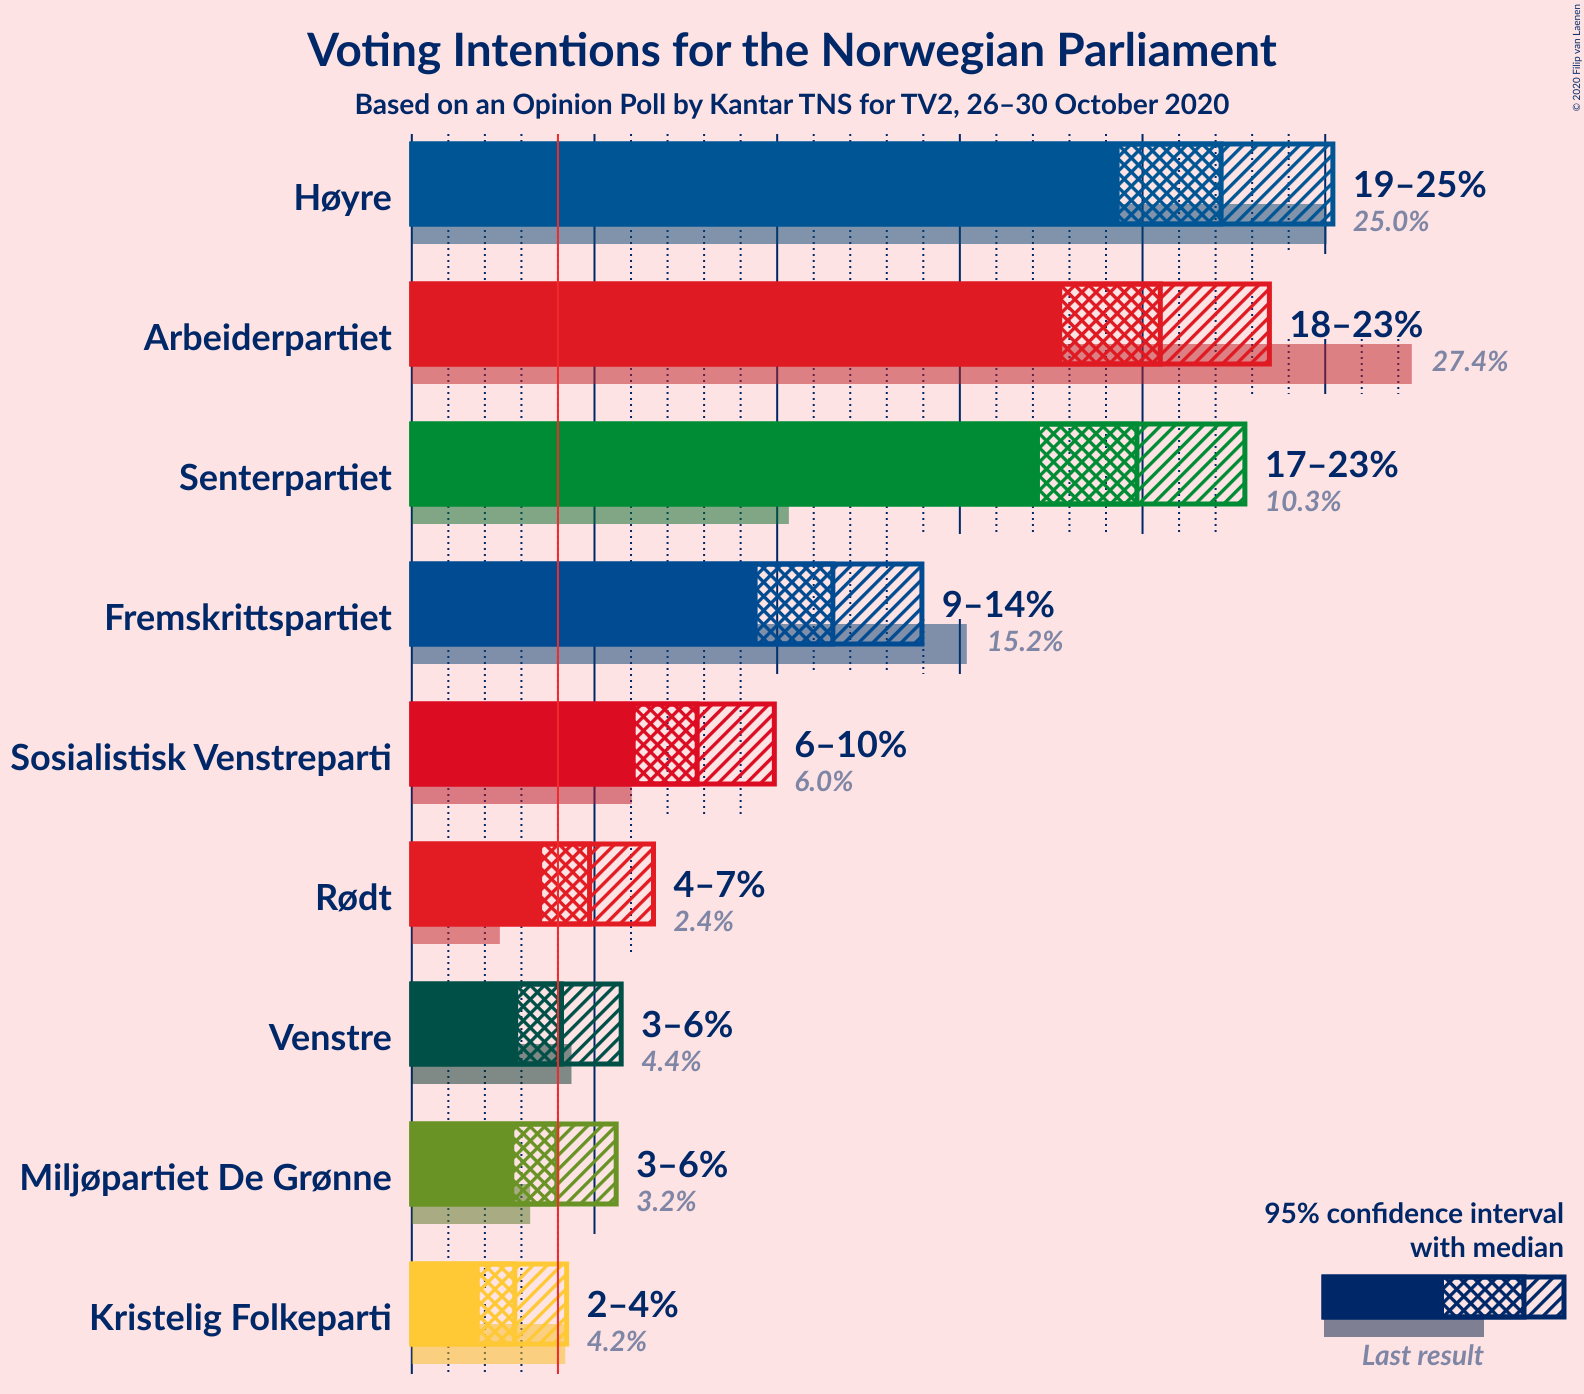 Voting Intentions for the Norwegian Parliament
Based on an Opinion Poll by Kantar TNS for TV2, 26–30 October 2020
© 2020 Filip van Laenen
Høyre
19–25%
25.0%
Arbeiderpartiet
18–23%
27.4%
Senterpartiet
17–23%
10.3%
Fremskrittspartiet
9–14%
15.2%
Sosialistisk Venstreparti
6–10%
6.0%
Rødt
4–7%
2.4%
Venstre
3–6%
4.4%
Miljøpartiet De Grønne
3–6%
3.2%
Kristelig Folkeparti
2–4%
4.2%
95% confidence interval
with median
Last result